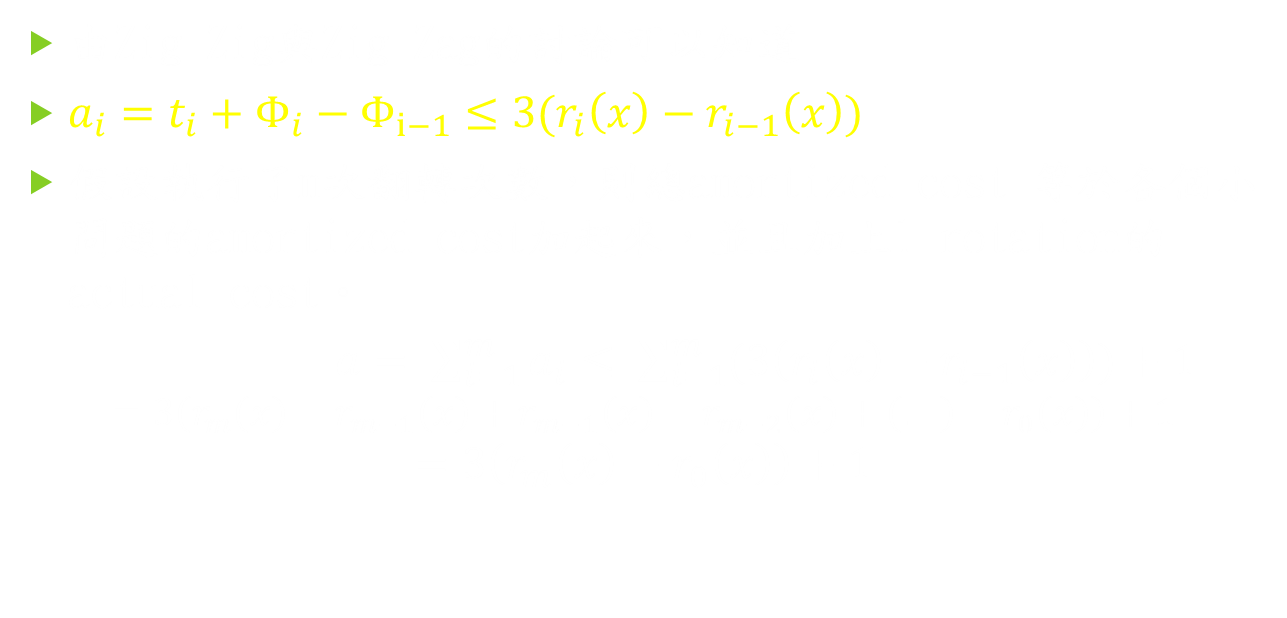 ▶
▶ aᵢ = tᵢ + Φᵢ − Φᵢ₋₁ ≤ 3(rᵢ(x) − rᵢ₋₁(x))
▶